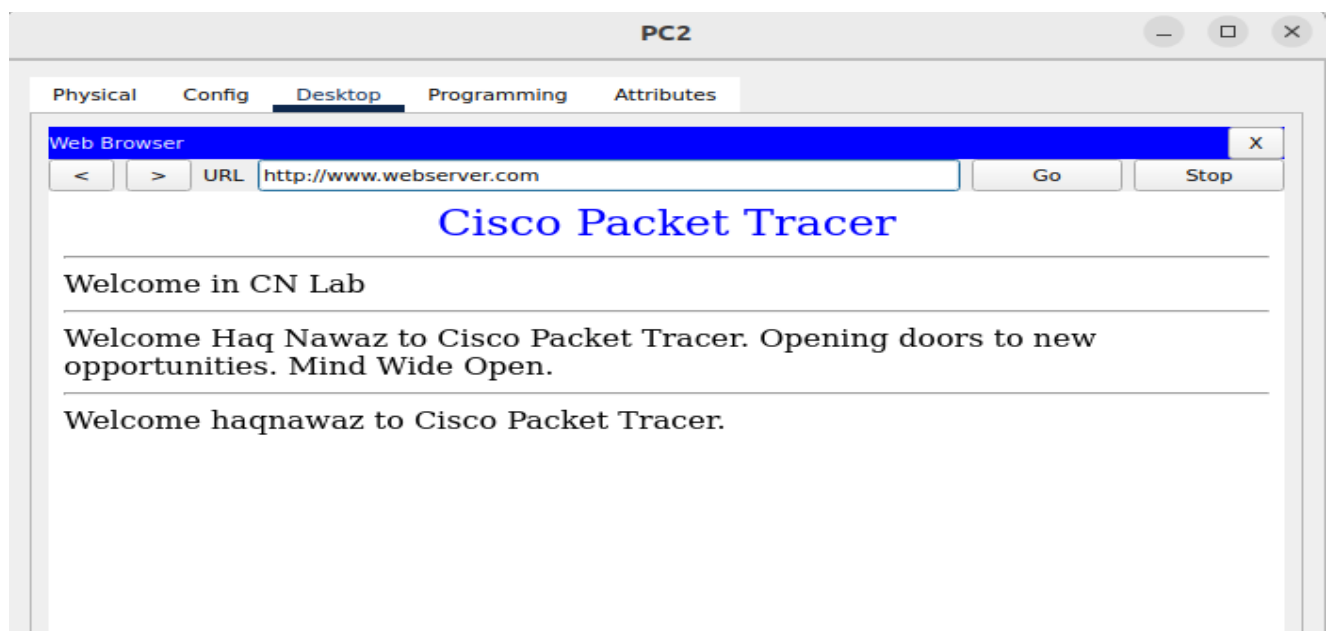 PC2
Physical Config Desktop Programming Attributes
Web Browser X
< > URL http://www.webserver.com Go Stop
Cisco Packet Tracer
Welcome in CN Lab
Welcome Haq Nawaz to Cisco Packet Tracer. Opening doors to new
opportunities. Mind Wide Open.
Welcome haqnawaz to Cisco Packet Tracer.